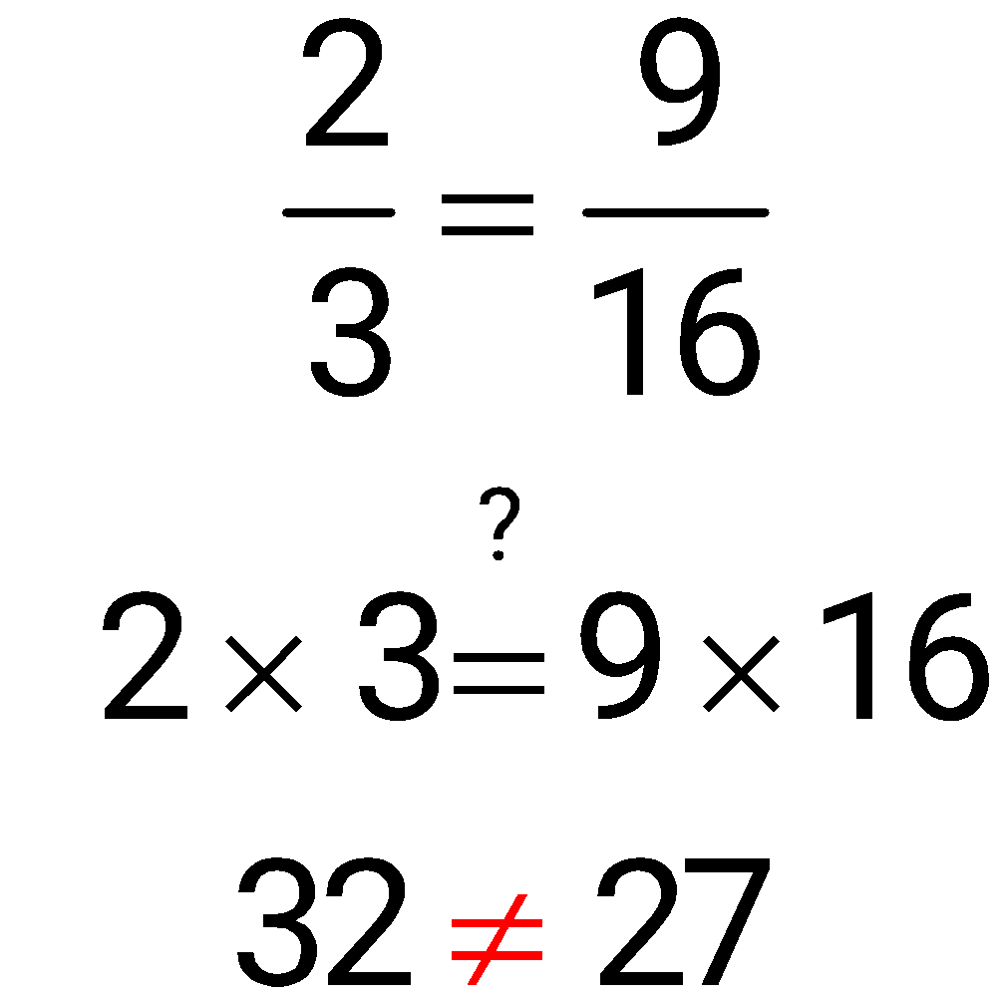 2/3 = 9/16
?
2 × 3 = 9 × 16
32 ≠ 27